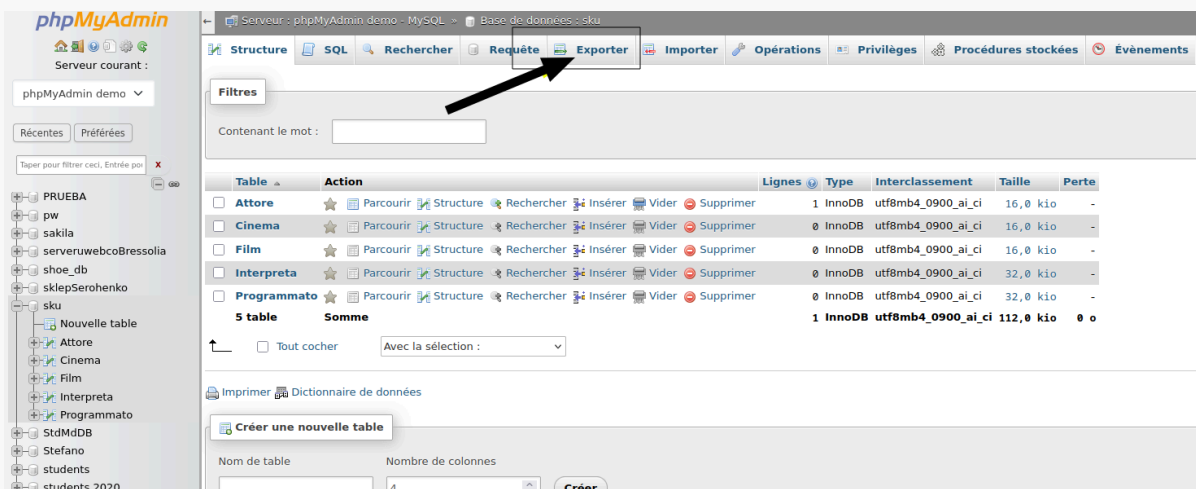 phpMyAdmin
Serveur courant :
phpMyAdmin demo
Récentes Préférées
Taper pour filtrer ceci, Entrée po X
PRUEBA
pw
sakila
serveruwebcoBressolia
shoe_db
sklepSerohenko
sku
Nouvelle table
Attore
Cinema
Film
Interpreta
Programmato
StdMdDB
Stefano
students
students 2020
← Serveur : phpMyAdmin demo - MySQL » Base de données : sku
Structure SQL Rechercher Requête Exporter Importer Opérations Privilèges Procédures stockées Évènements
Filtres
Contenant le mot :
Table Action Lignes Type Interclassement Taille Perte
Attore Parcourir Structure Rechercher Insérer Vider Supprimer 1 InnoDB utf8mb4_0900_ai_ci 16,0 kio -
Cinema Parcourir Structure Rechercher Insérer Vider Supprimer 0 InnoDB utf8mb4_0900_ai_ci 16,0 kio -
Film Parcourir Structure Rechercher Insérer Vider Supprimer 0 InnoDB utf8mb4_0900_ai_ci 16,0 kio -
Interpreta Parcourir Structure Rechercher Insérer Vider Supprimer 0 InnoDB utf8mb4_0900_ai_ci 32,0 kio -
Programmato Parcourir Structure Rechercher Insérer Vider Supprimer 0 InnoDB utf8mb4_0900_ai_ci 32,0 kio -
5 table Somme 1 InnoDB utf8mb4_0900_ai_ci 112,0 kio 0 o
Tout cocher Avec la sélection :
Imprimer Dictionnaire de données
Créer une nouvelle table
Nom de table Nombre de colonnes
4 Créer